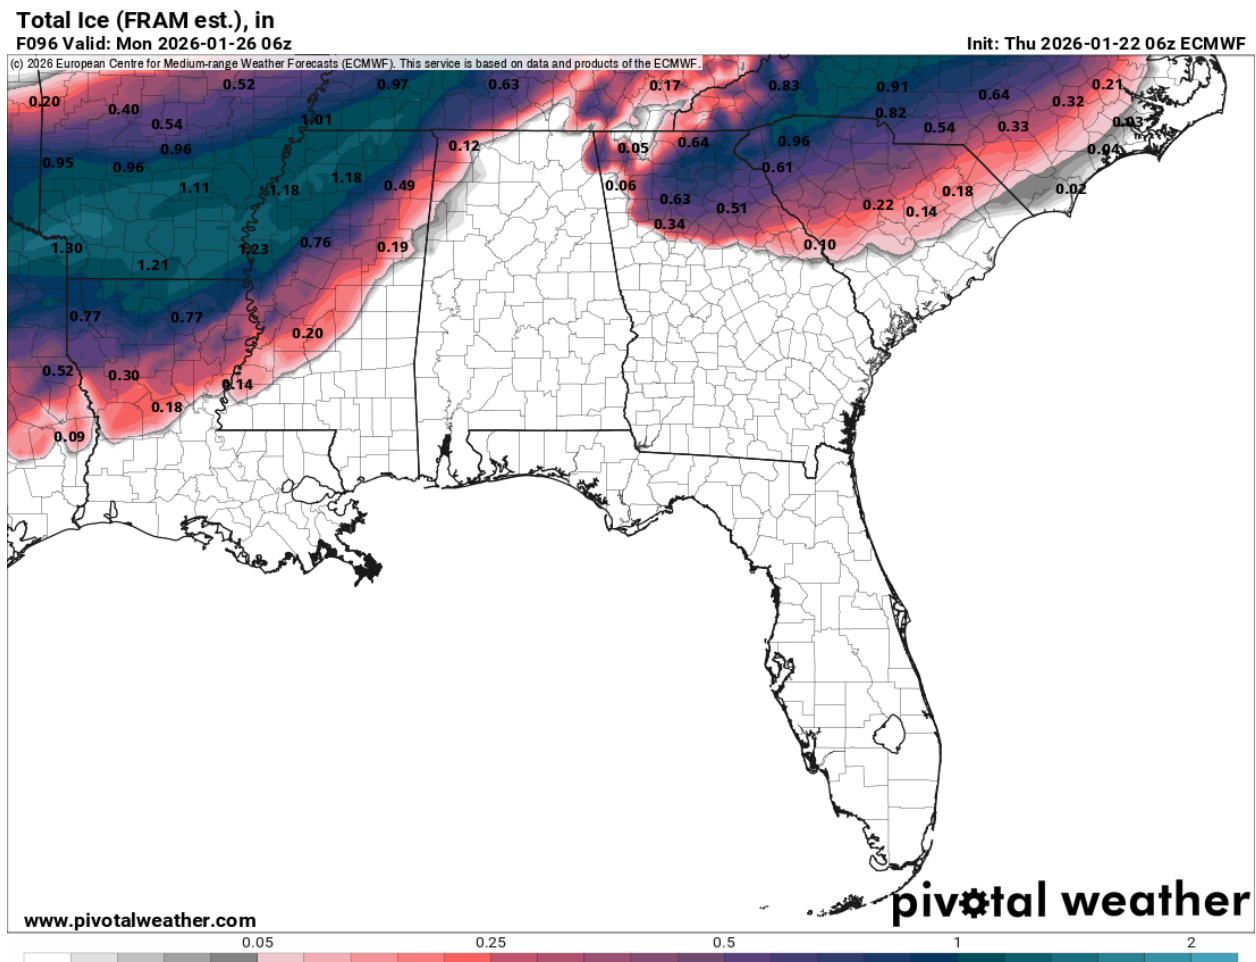 Total Ice (FRAM est.), in
F096 Valid: Mon 2026-01-26 06z
Init: Thu 2026-01-22 06z ECMWF
(c) 2026 European Centre for Medium-range Weather Forecasts (ECMWF). This service is based on data and products of the ECMWF.
0.52 0.97 0.63 0.17 0.83 0.91 0.21
0.20 0.40 0.64 0.32
0.54 1.01 0.82 0.54 0.33 0.03
0.95 0.96 0.96 0.12 0.05 0.64 0.96 0.04
1.11 1.18 1.18 0.49 0.06 0.61 0.18 0.02
0.63 0.51 0.22 0.14
1.30 1.23 0.76 0.19 0.34 0.10
1.21
0.77 0.77 0.20
0.52 0.30 0.14
0.18
0.09
pivotal weather
www.pivotalweather.com
0.05 0.25 0.5 1 2